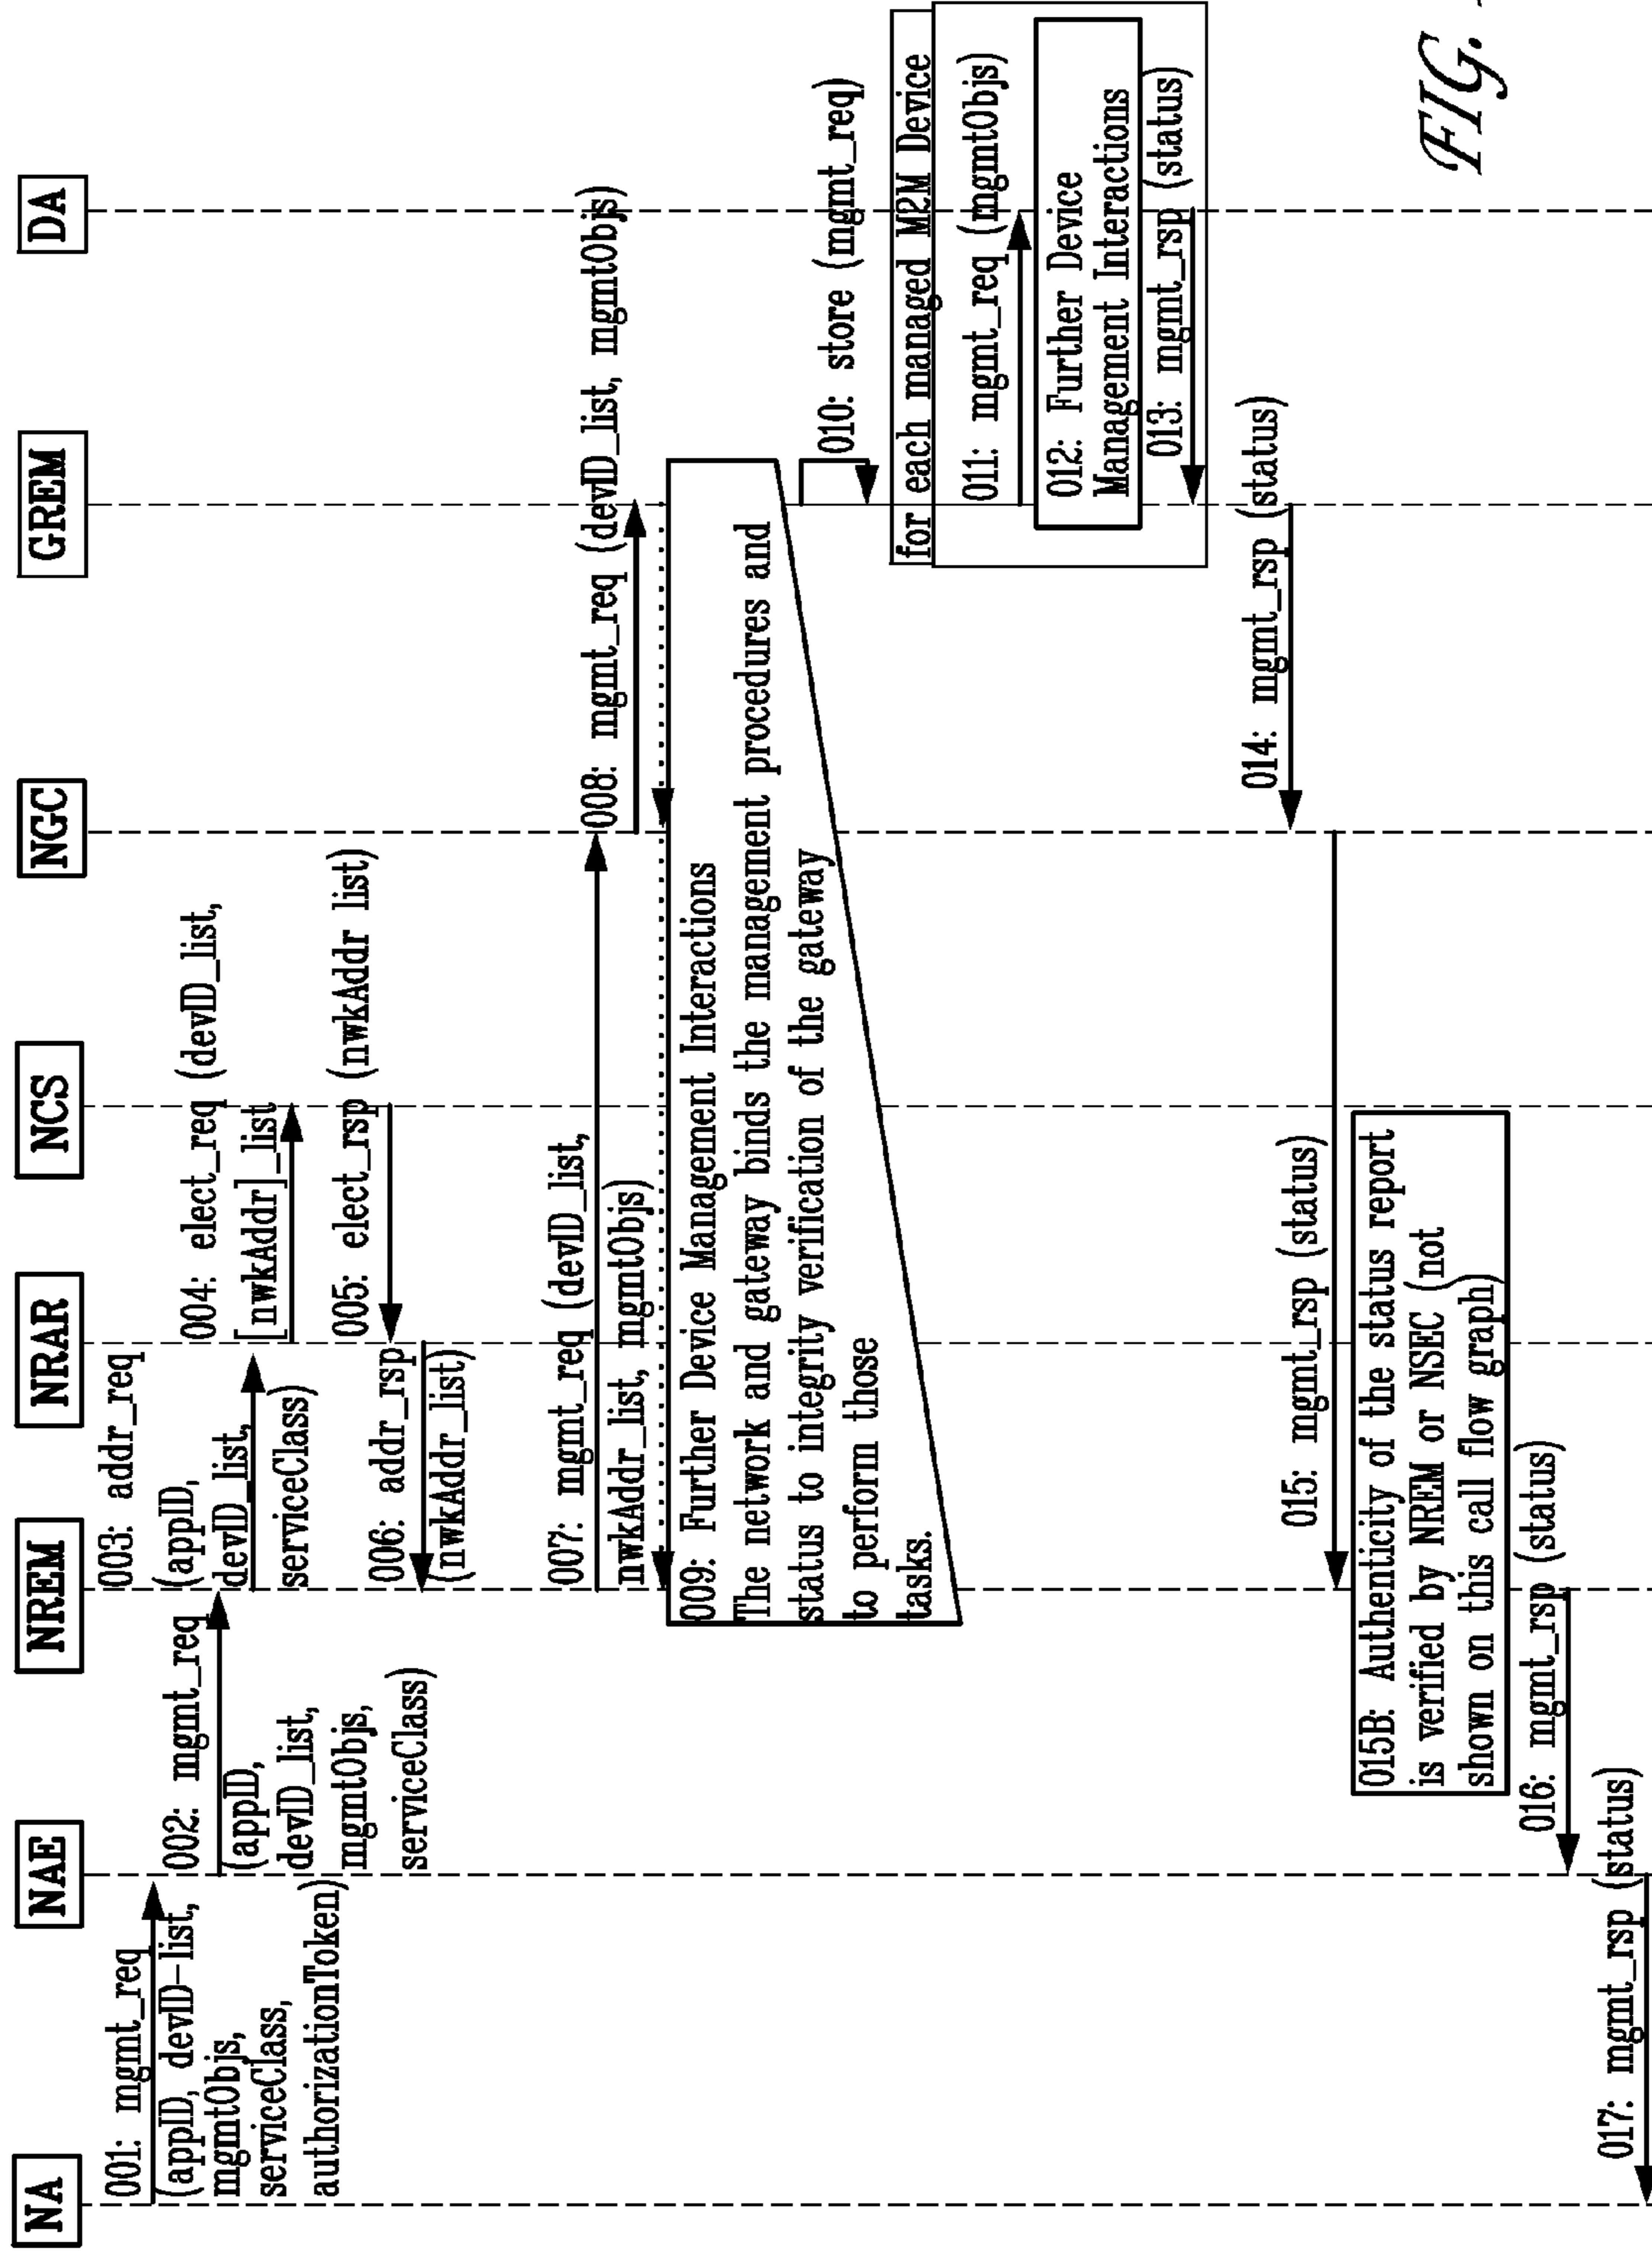 NA
NAE
NREM
NRAR
NCS
NGC
GREM
DA
001: mgmt_req
(appID, devID-list,
mgmtObjs,
serviceClass,
authorizationToken)
002: mgmt_req
(appID,
devID_list,
mgmtObjs,
serviceClass)
003: addr_req
(appID,
devID_list,
serviceClass)
004: elect_req (devID_list,
[nwkAddr]_list
005: elect_rsp (nwkAddr list)
006: addr_rsp
(nwkAddr_list)
007: mgmt_req (devID_list,
nwkAddr_list, mgmtObjs)
008: mgmt_req (devID_list, mgmtObjs)
009: Further Device Management Interactions
The network and gateway binds the management procedures and
status to integrity verification of the gateway
to perform those
tasks.
010: store (mgmt_req)
for each managed M2M Device
011: mgmt_req (mgmtObjs)
012: Further Device
Management Interactions
013: mgmt_rsp (status)
014: mgmt_rsp (status)
015: mgmt_rsp (status)
015B: Authenticity of the status report
is verified by NREM or NSEC (not
shown on this call flow graph)
016: mgmt_rsp (status)
017: mgmt_rsp (status)
FIG.